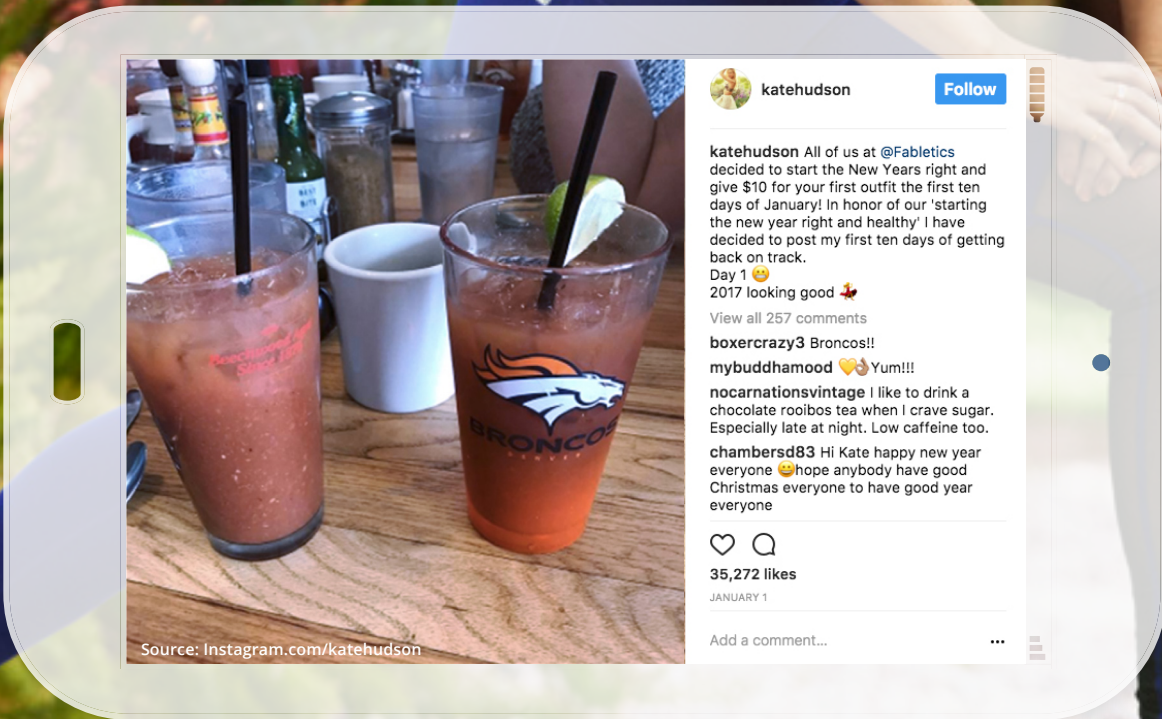 katehudson
Follow
katehudson All of us at @Fabletics
decided to start the New Years right and
give $10 for your first outfit the first ten
days of January! In honor of our 'starting
the new year right and healthy' I have
decided to post my first ten days of getting
back on track.
Day 1 😬
2017 looking good 💃
View all 257 comments
boxercrazy3 Broncos!!
mybuddhamood 💛👌🏼Yum!!!
nocarnationsvintage I like to drink a
chocolate rooibos tea when I crave sugar.
Especially late at night. Low caffeine too.
chambersd83 Hi Kate happy new year
everyone 😀hope anybody have good
Christmas everyone to have good year
everyone
35,272 likes
JANUARY 1
Add a comment...
BRONCOS
Source: Instagram.com/katehudson